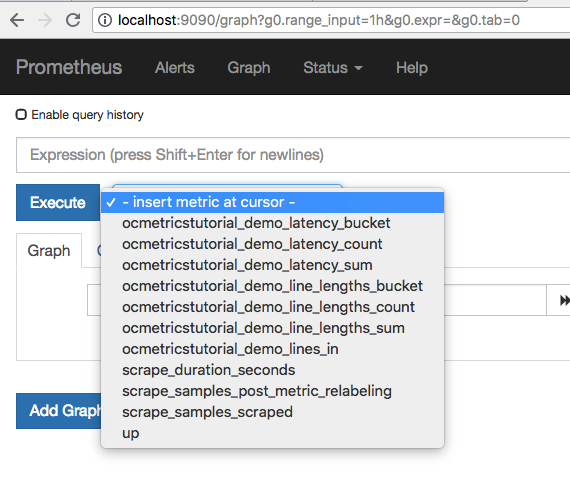 localhost:9090/graph?g0.range_input=1h&g0.expr=&g0.tab=0
Prometheus Alerts Graph Status Help
Enable query history
Expression (press Shift+Enter for newlines)
Execute
- insert metric at cursor -
ocmetricstutorial_demo_latency_bucket
ocmetricstutorial_demo_latency_count
ocmetricstutorial_demo_latency_sum
ocmetricstutorial_demo_line_lengths_bucket
ocmetricstutorial_demo_line_lengths_count
ocmetricstutorial_demo_line_lengths_sum
ocmetricstutorial_demo_lines_in
scrape_duration_seconds
scrape_samples_post_metric_relabeling
scrape_samples_scraped
up
Graph
Add Graph